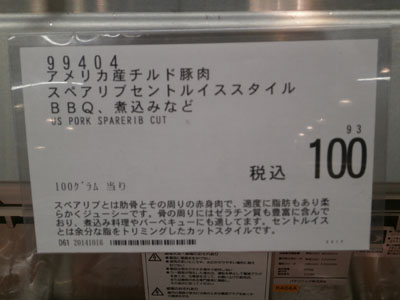 99404
アメリカ産チルド豚肉
スペアリブセントルイススタイル
BBQ、煮込みなど
US PORK SPARERIB CUT
93
税込 100
100グラム 当り
スペアリブとは肋骨とその周りの赤身肉で、適度に脂肪もあり柔
らかくジューシーです。骨の周りにはゼラチン質も豊富に含んで
おり、煮込み料理やバーベキューにも適してます。セントルイス
とは余分な脂をトリミングしたカットスタイルです。
D61 20141016